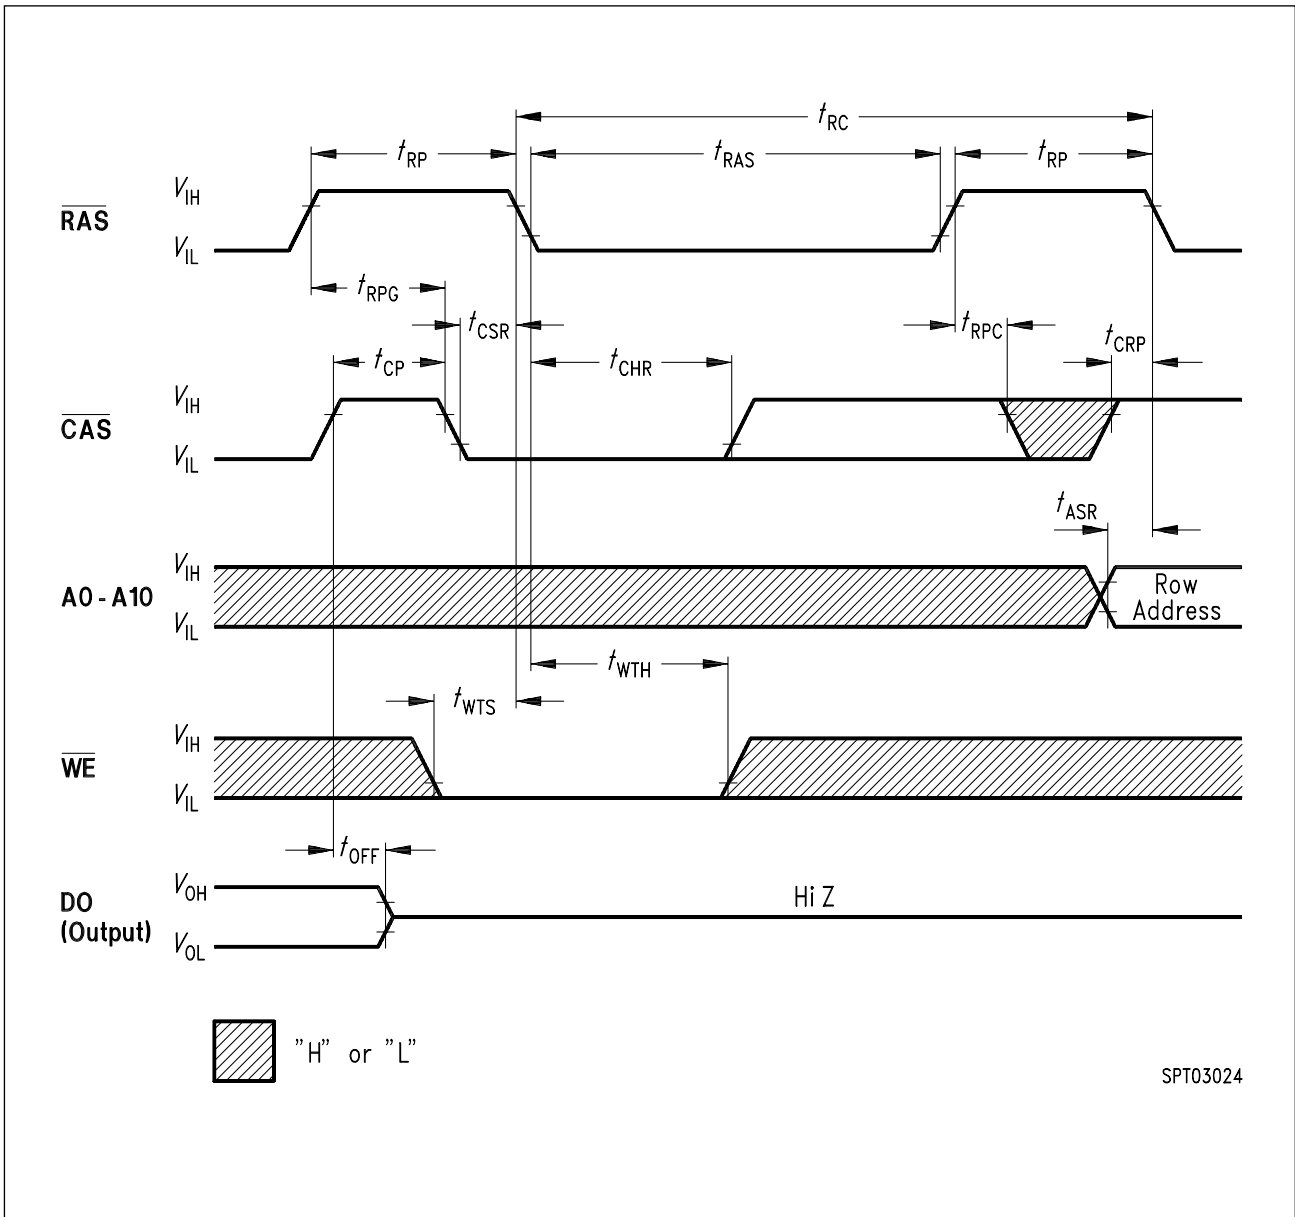 tRC
tRP tRAS tRP
RAS VIH
VIL
tRPG
tCSR tRPC
tCP tCHR tCRP
CAS VIH
VIL
tASR
A0 - A10 VIH
VIL
Row
Address
tWTH
tWTS
WE VIH
VIL
tOFF
DO
(Output)
VOH
VOL
Hi Z
"H" or "L"
SPT03024